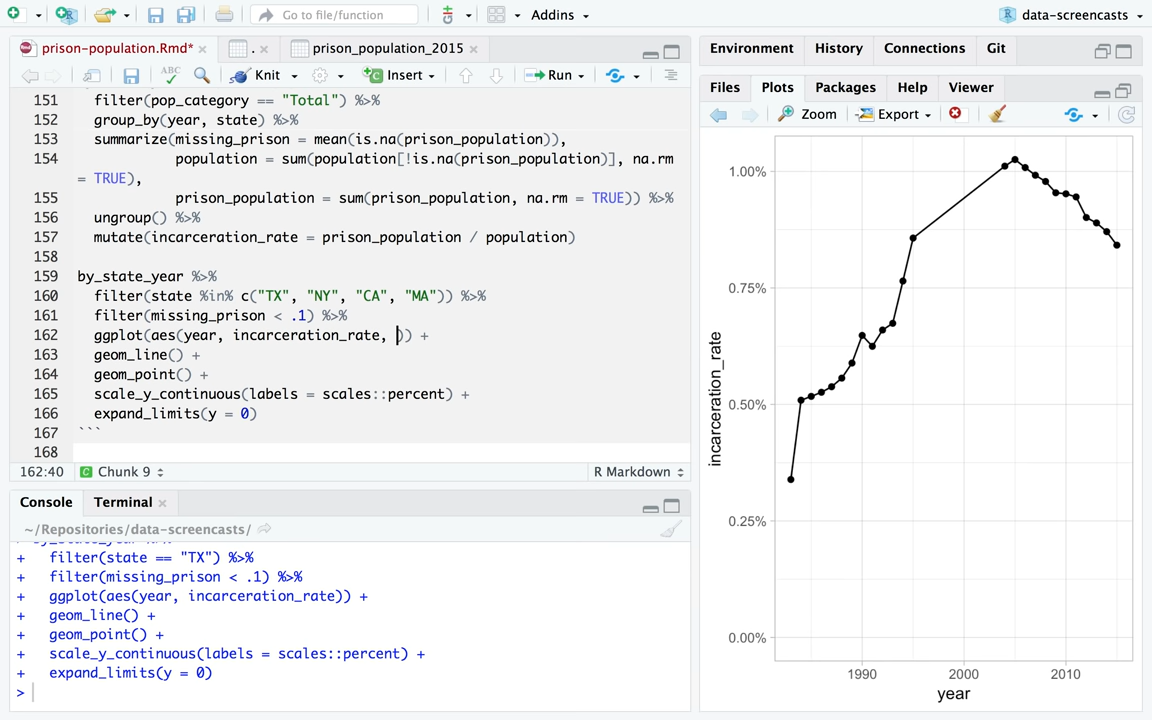 Go to file/function
Addins
data-screencasts
prison-population.Rmd*
.
prison_population_2015
ABC
Knit
Insert
Run
151 filter(pop_category == "Total") %>%
152 group_by(year, state) %>%
153 summarize(missing_prison = mean(is.na(prison_population)),
154 population = sum(population[!is.na(prison_population)], na.rm
= TRUE),
155 prison_population = sum(prison_population, na.rm = TRUE)) %>%
156 ungroup() %>%
157 mutate(incarceration_rate = prison_population / population)
158
159 by_state_year %>%
160 filter(state %in% c("TX", "NY", "CA", "MA")) %>%
161 filter(missing_prison < .1) %>%
162 ggplot(aes(year, incarceration_rate, )) +
163 geom_line() +
164 geom_point() +
165 scale_y_continuous(labels = scales::percent) +
166 expand_limits(y = 0)
167 ```
168
162:40 C Chunk 9
R Markdown
Console Terminal
~/Repositories/data-screencasts/
+ by_state_year %>%
+ filter(state == "TX") %>%
+ filter(missing_prison < .1) %>%
+ ggplot(aes(year, incarceration_rate)) +
+ geom_line() +
+ geom_point() +
+ scale_y_continuous(labels = scales::percent) +
+ expand_limits(y = 0)
>
Environment History Connections Git
Files Plots Packages Help Viewer
Zoom Export
1.00%
0.75%
0.50%
0.25%
0.00%
incarceration_rate
1990 2000 2010
year